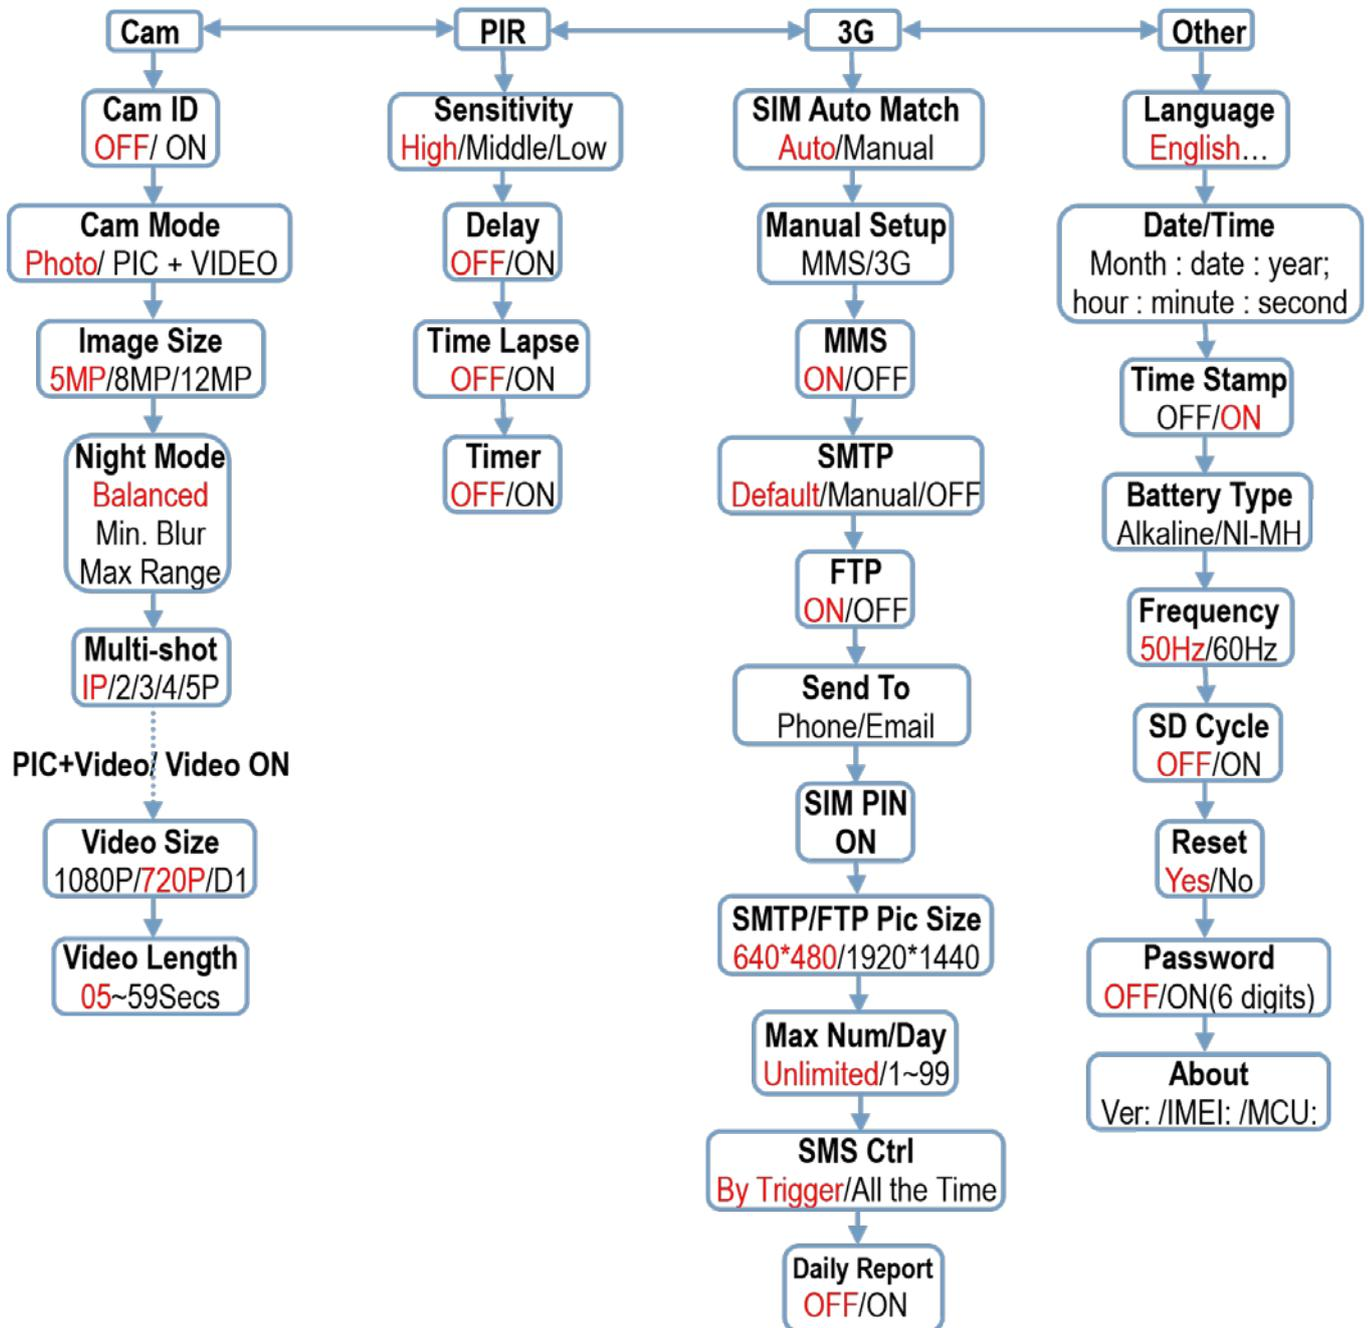 Cam
Cam ID
OFF/ ON
Cam Mode
Photo/ PIC + VIDEO
Image Size
5MP/8MP/12MP
Night Mode
Balanced
Min. Blur
Max Range
Multi-shot
IP/2/3/4/5P
PIC+Video/ Video ON
Video Size
1080P/720P/D1
Video Length
05~59Secs
PIR
Sensitivity
High/Middle/Low
Delay
OFF/ON
Time Lapse
OFF/ON
Timer
OFF/ON
3G
SIM Auto Match
Auto/Manual
Manual Setup
MMS/3G
MMS
ON/OFF
SMTP
Default/Manual/OFF
FTP
ON/OFF
Send To
Phone/Email
SIM PIN
ON
SMTP/FTP Pic Size
640*480/1920*1440
Max Num/Day
Unlimited/1~99
SMS Ctrl
By Trigger/All the Time
Daily Report
OFF/ON
Other
Language
English...
Date/Time
Month : date : year;
hour : minute : second
Time Stamp
OFF/ON
Battery Type
Alkaline/NI-MH
Frequency
50Hz/60Hz
SD Cycle
OFF/ON
Reset
Yes/No
Password
OFF/ON(6 digits)
About
Ver: /IMEI: /MCU: